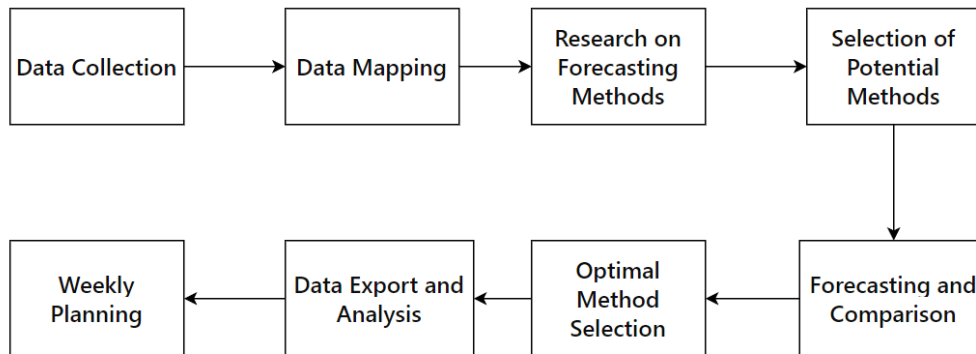 Data Collection
Data Mapping
Research on
Forecasting
Methods
Selection of
Potential
Methods
Forecasting and
Comparison
Optimal
Method
Selection
Data Export and
Analysis
Weekly
Planning